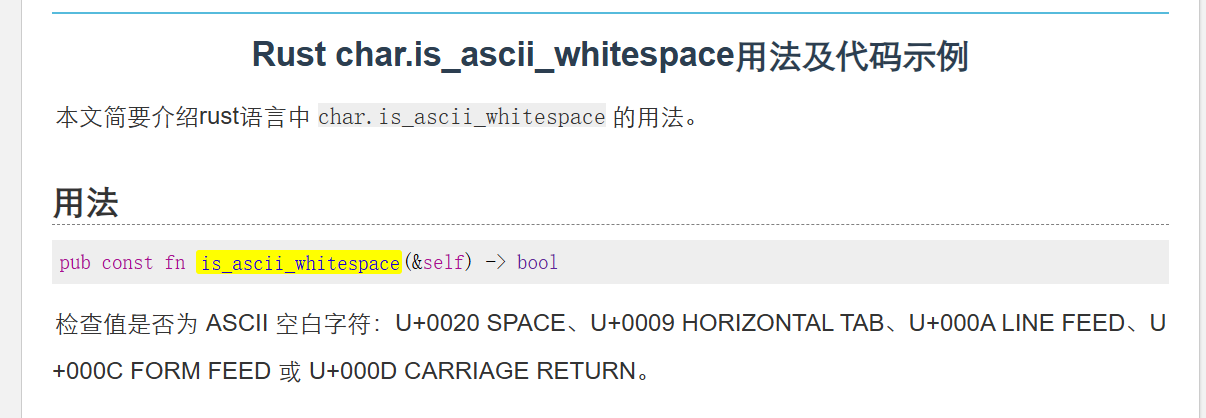 Rust char.is_ascii_whitespace用法及代码示例
本文简要介绍rust语言中 char.is_ascii_whitespace 的用法。
用法
pub const fn is_ascii_whitespace(&self) -> bool
检查值是否为 ASCII 空白字符：U+0020 SPACE、U+0009 HORIZONTAL TAB、U+000A LINE FEED、U
+000C FORM FEED 或 U+000D CARRIAGE RETURN。